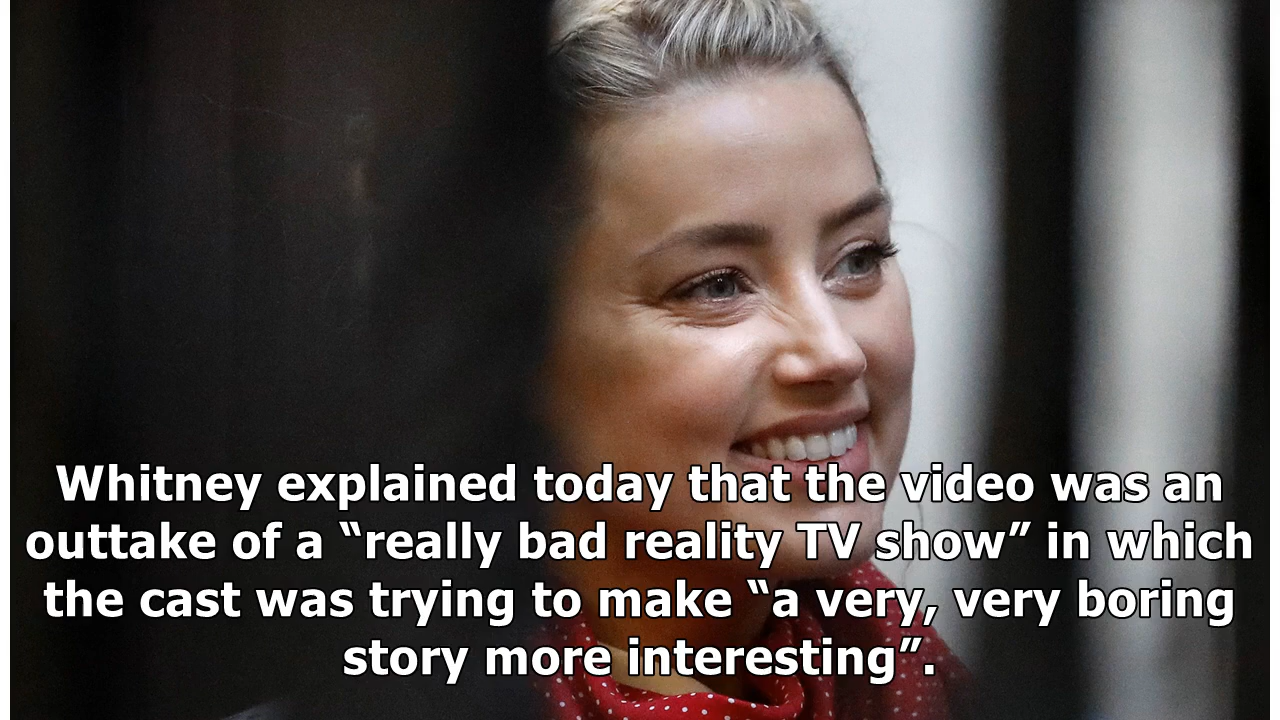 Whitney explained today that the video was an
outtake of a “really bad reality TV show” in which
the cast was trying to make “a very, very boring
story more interesting”.